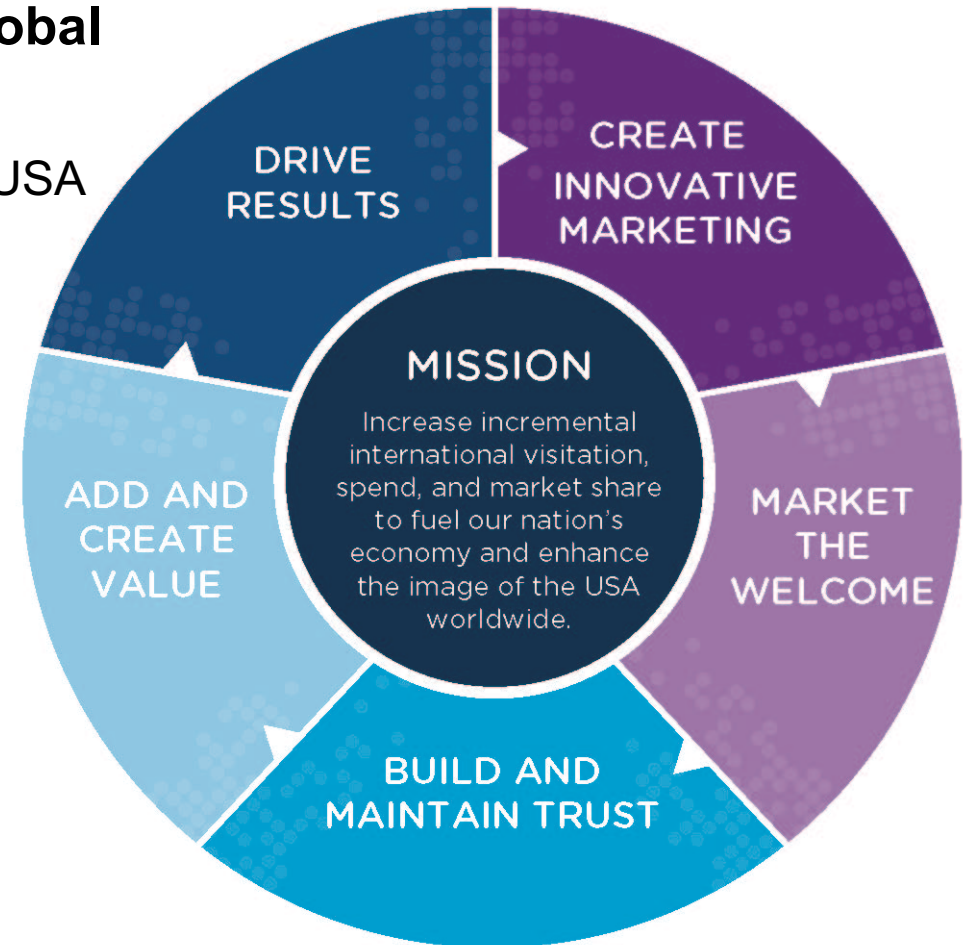 obal
USA
DRIVE
RESULTS
CREATE
INNOVATIVE
MARKETING
MISSION
Increase incremental
international visitation,
spend, and market share
to fuel our nation's
economy and enhance
the image of the USA
worldwide.
ADD AND
CREATE
VALUE
MARKET
THE
WELCOME
BUILD AND
MAINTAIN TRUST